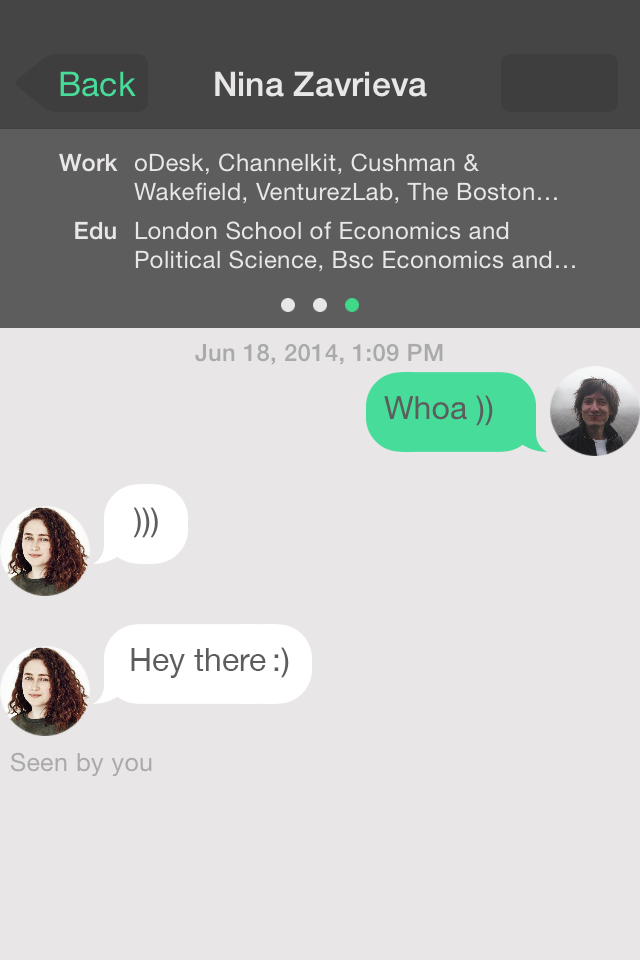 Back
Nina Zavrieva
Work oDesk, Channelkit, Cushman &
Wakefield, VenturezLab, The Boston…
Edu London School of Economics and
Political Science, Bsc Economics and…
Jun 18, 2014, 1:09 PM
Whoa ))
)))
Hey there :)
Seen by you